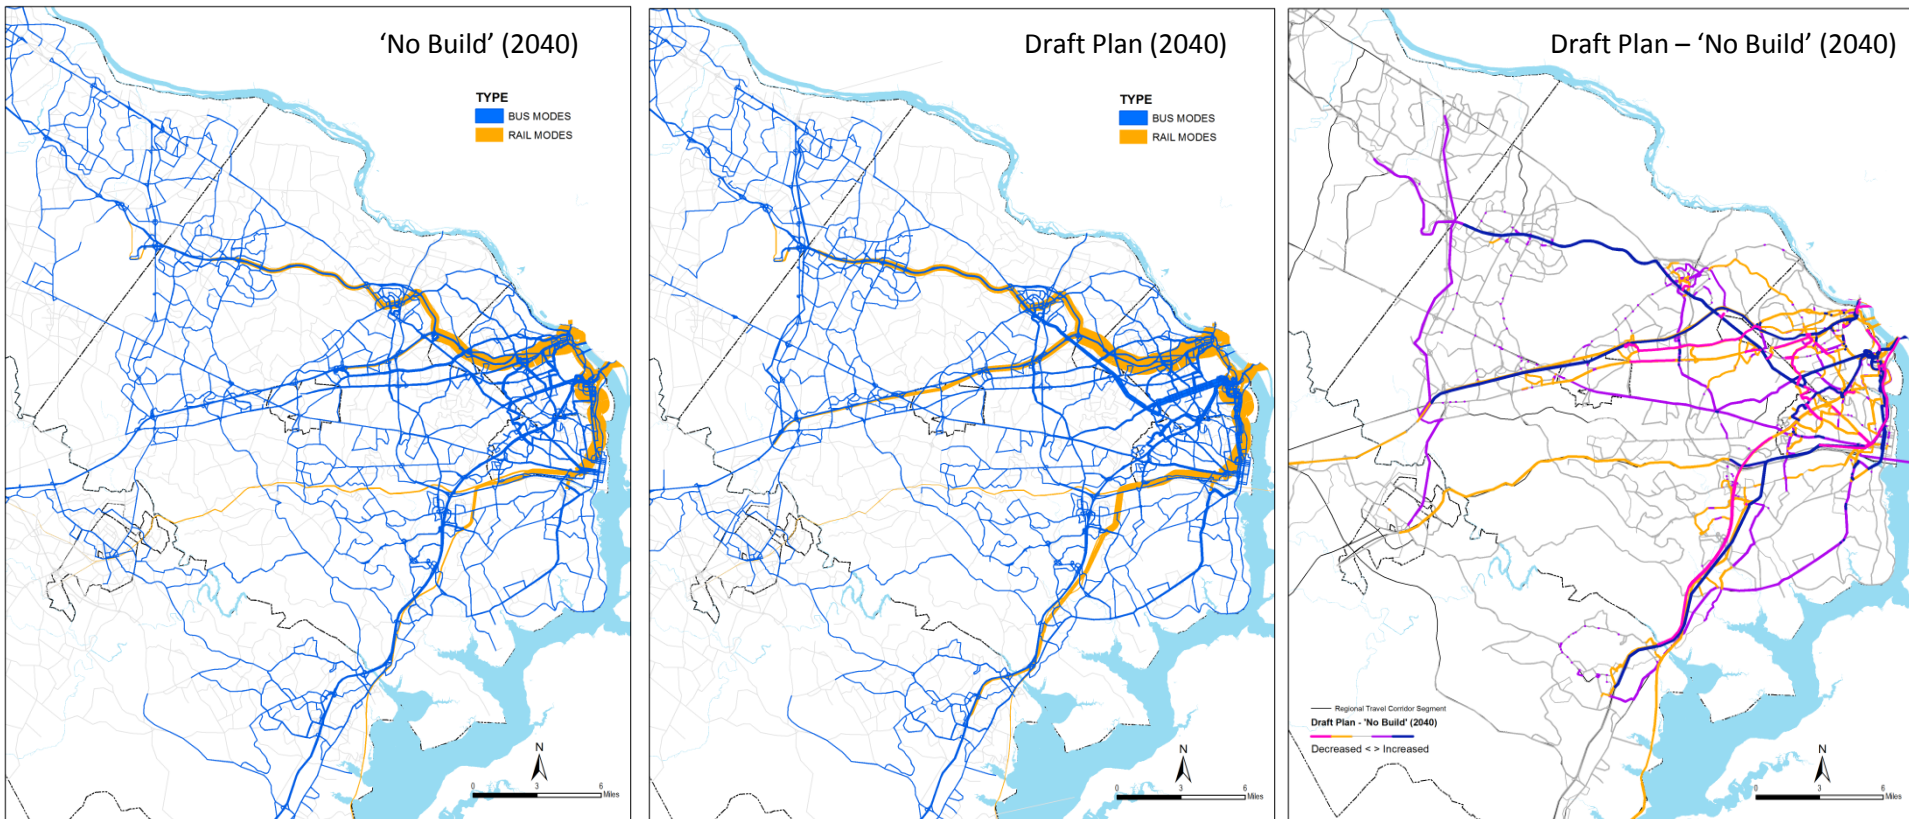 ‘No Build’ (2040)
TYPE
BUS MODES
RAIL MODES
N
0 3 6
Miles
Draft Plan (2040)
TYPE
BUS MODES
RAIL MODES
N
0 3 6
Miles
Draft Plan – ‘No Build’ (2040)
Regional Travel Corridor Segment
Draft Plan - 'No Build' (2040)
Decreased < > Increased
N
0 3 6
Miles